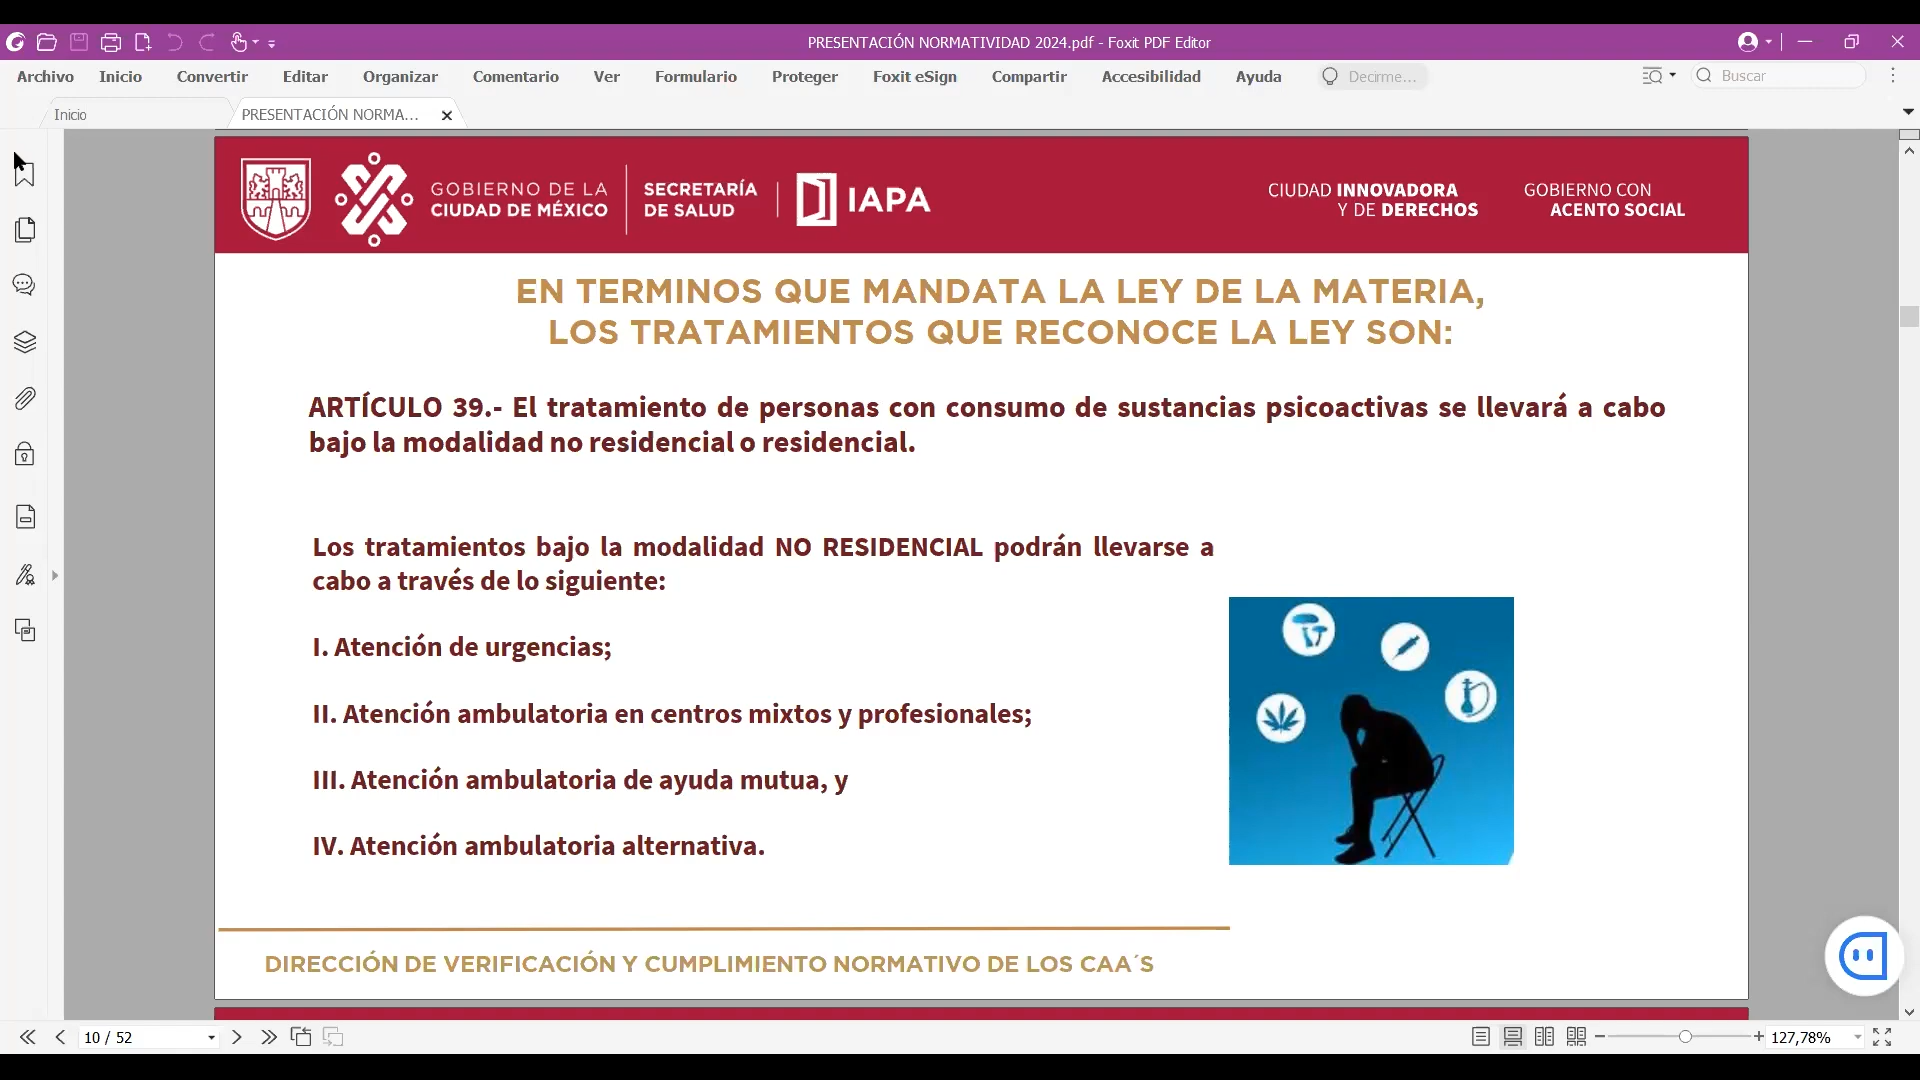 PRESENTACIÓN NORMATIVIDAD 2024.pdf - Foxit PDF Editor
Archivo Inicio Convertir Editar Organizar Comentario Ver Formulario Proteger Foxit eSign Compartir Accesibilidad Ayuda Decirme... Buscar
Inicio PRESENTACIÓN NORMA...
GOBIERNO DE LA
CIUDAD DE MÉXICO
SECRETARÍA
DE SALUD
IAPA
CIUDAD INNOVADORA
Y DE DERECHOS
GOBIERNO CON
ACENTO SOCIAL
EN TERMINOS QUE MANDATA LA LEY DE LA MATERIA,
LOS TRATAMIENTOS QUE RECONOCE LA LEY SON:
ARTÍCULO 39.- El tratamiento de personas con consumo de sustancias psicoactivas se llevará a cabo
bajo la modalidad no residencial o residencial.
Los tratamientos bajo la modalidad NO RESIDENCIAL podrán llevarse a
cabo a través de lo siguiente:
I. Atención de urgencias;
II. Atención ambulatoria en centros mixtos y profesionales;
III. Atención ambulatoria de ayuda mutua, y
IV. Atención ambulatoria alternativa.
DIRECCIÓN DE VERIFICACIÓN Y CUMPLIMIENTO NORMATIVO DE LOS CAA´S
10 / 52
127,78%